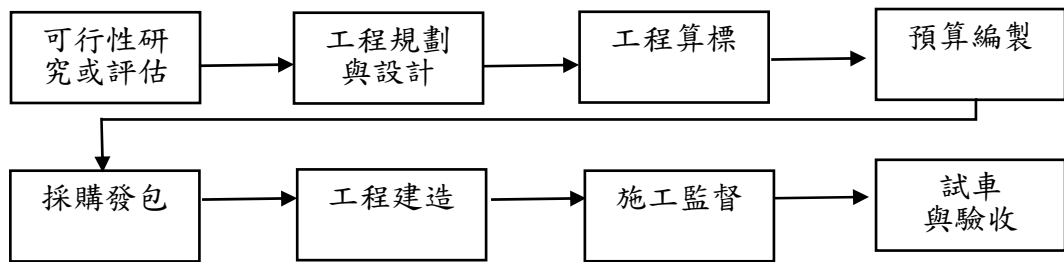 可行性研
究或評估
工程規劃
與設計
工程算標
預算編製
採購發包
工程建造
施工監督
試車
與驗收